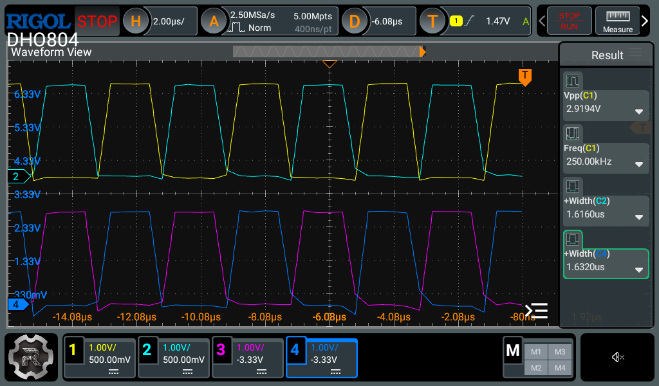 RIGOL STOP H 2.00µs/ A 2.50MSa/s Norm 5.00Mpts 400ns/pt D -6.08µs T 1 1.47V A STOP RUN Measure
DHO804
Waveform View
Result
T
6.33V
5.33V
4.33V
2
3.33V
2.33V
1.33V
330mV
4
-14.08µs -12.08µs -10.08µs -8.08µs -6.08µs -4.08µs -2.08µs -80ns 1.92µs
Vpp(C1)
2.9194V
Freq(C1)
250.00kHz
+Width(C2)
1.6160us
+Width(
1.6320us
1 1.00V/ 500.00mV 2 1.00V/ 500.00mV 3 1.00V/ -3.33V 4 1.00V/ -3.33V M M1 M3 M2 M4